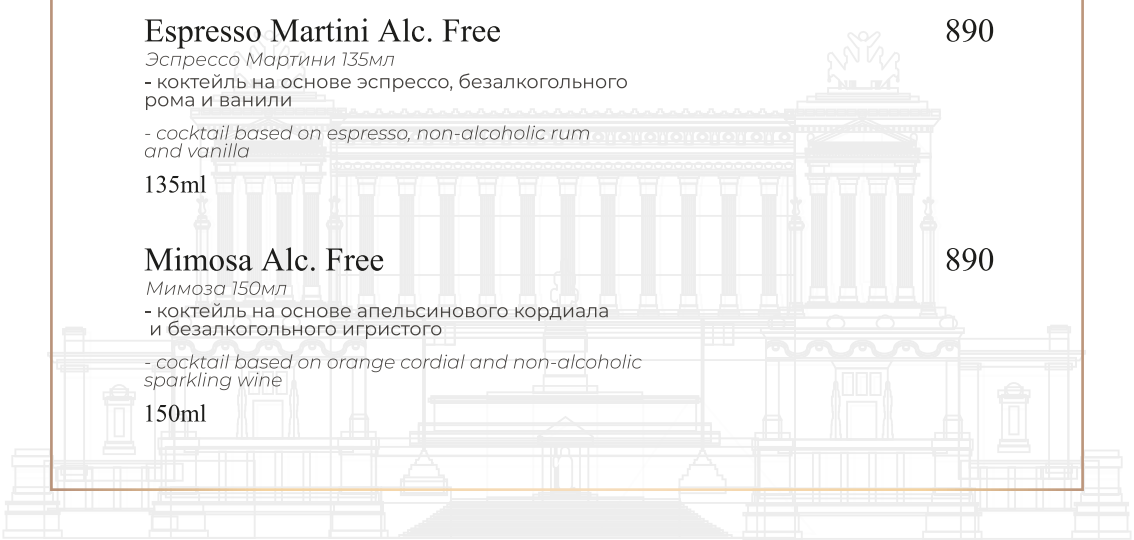 Espresso Martini Alc. Free 890
Эспрессо Мартини 135мл
- коктейль на основе эспрессо, безалкогольного
рома и ванили
- cocktail based on espresso, non-alcoholic rum
and vanilla
135ml
Mimosa Alc. Free 890
Мимоза 150мл
- коктейль на основе апельсинового кордиала
и безалкогольного игристого
- cocktail based on orange cordial and non-alcoholic
sparkling wine
150ml